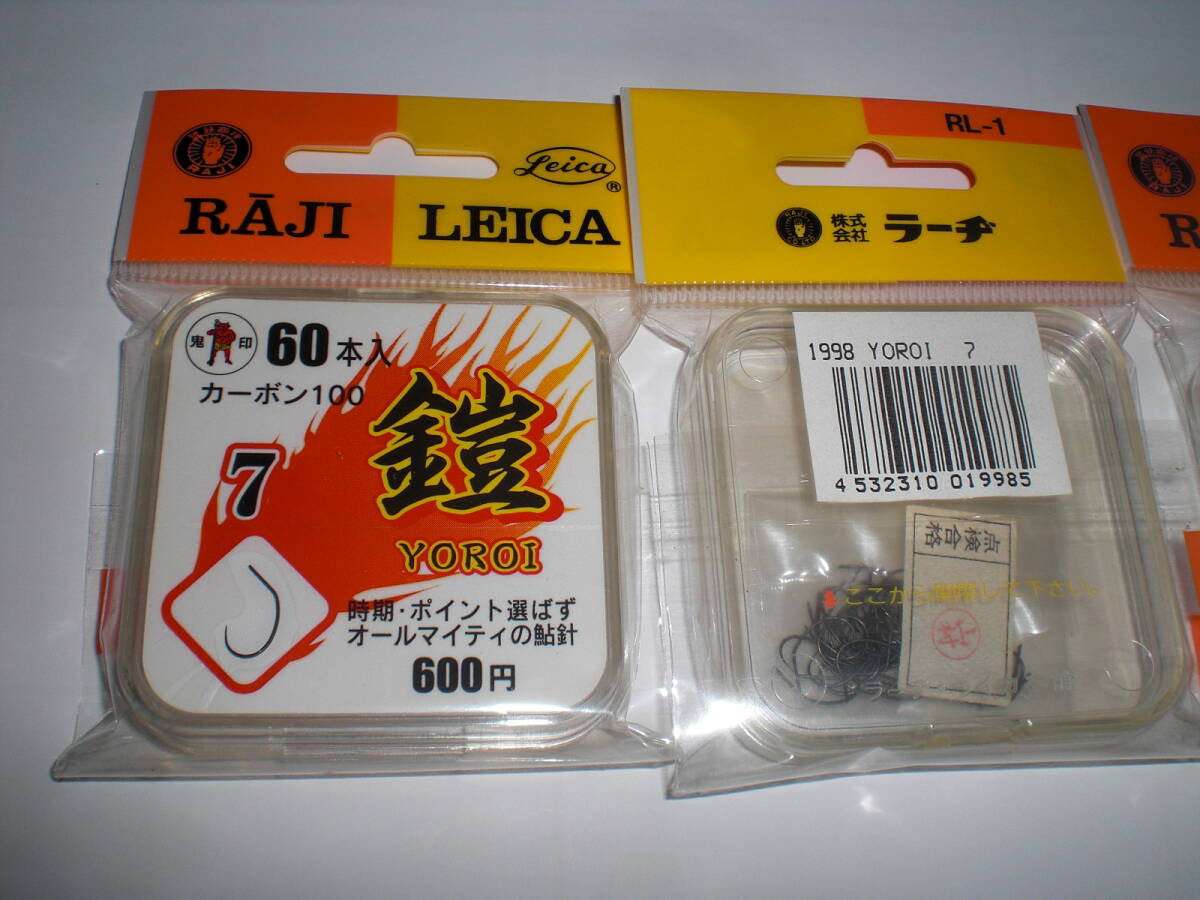 RAJI
RĀJI
Leica
®
LEICA
鬼 印
60本入
カーボン100
7
鎧
YOROI
時期・ポイント選ばず
オールマイティの鮎針
600円
RL-1
RĀJI
株式会社 ラーヂ
1998 YOROI 7
4 532310 019985
点検合格
ここから開閉して下さい。
R